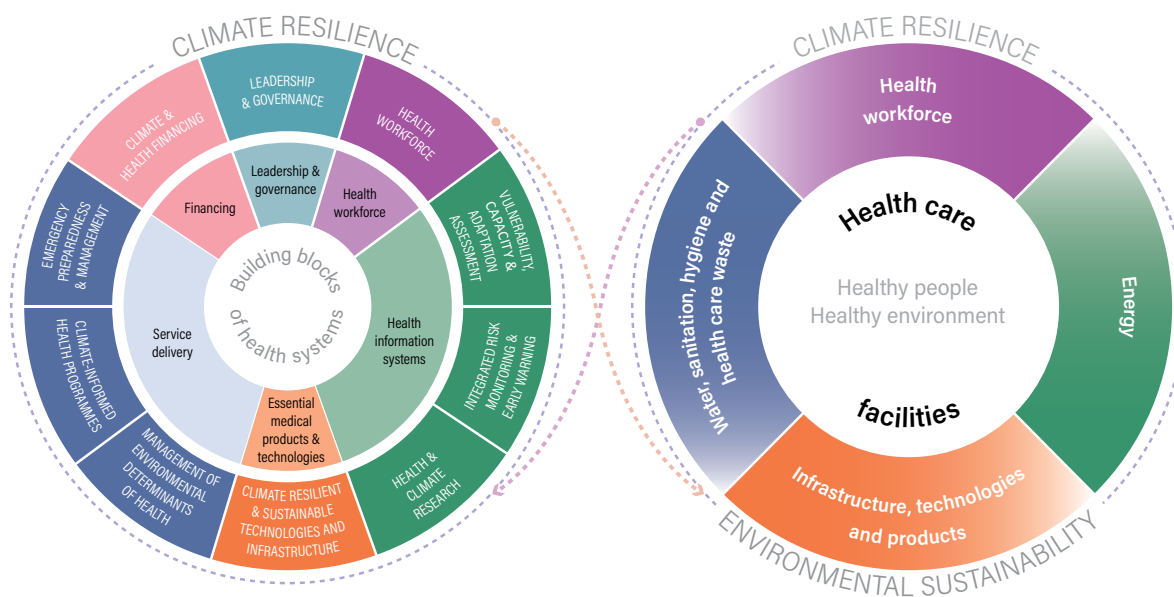 CLIMATE RESILIENCE
LEADERSHIP
& GOVERNANCE
HEALTH
WORKFORCE
VULNERABILITY,
CAPACITY &
ADAPTATION
ASSESSMENT
INTEGRATED RISK
MONITORING &
EARLY WARNING
HEALTH &
CLIMATE
RESEARCH
CLIMATE RESILIENT
& SUSTAINABLE
TECHNOLOGIES AND
INFRASTRUCTURE
MANAGEMENT OF
ENVIRONMENTAL
DETERMINANTS
OF HEALTH
CLIMATE-INFORMED
HEALTH PROGRAMMES
EMERGENCY
PREPAREDNESS
& MANAGEMENT
CLIMATE &
HEALTH FINANCING
Leadership &
governance
Health
workforce
Health
information
systems
Essential
medical
products &
technologies
Service
delivery
Financing
Building blocks
of health systems
CLIMATE RESILIENCE
Health
workforce
Energy
Infrastructure, technologies
and products
Water, sanitation, hygiene and
health care waste
Health care
Healthy people
Healthy environment
facilities
ENVIRONMENTAL SUSTAINABILITY